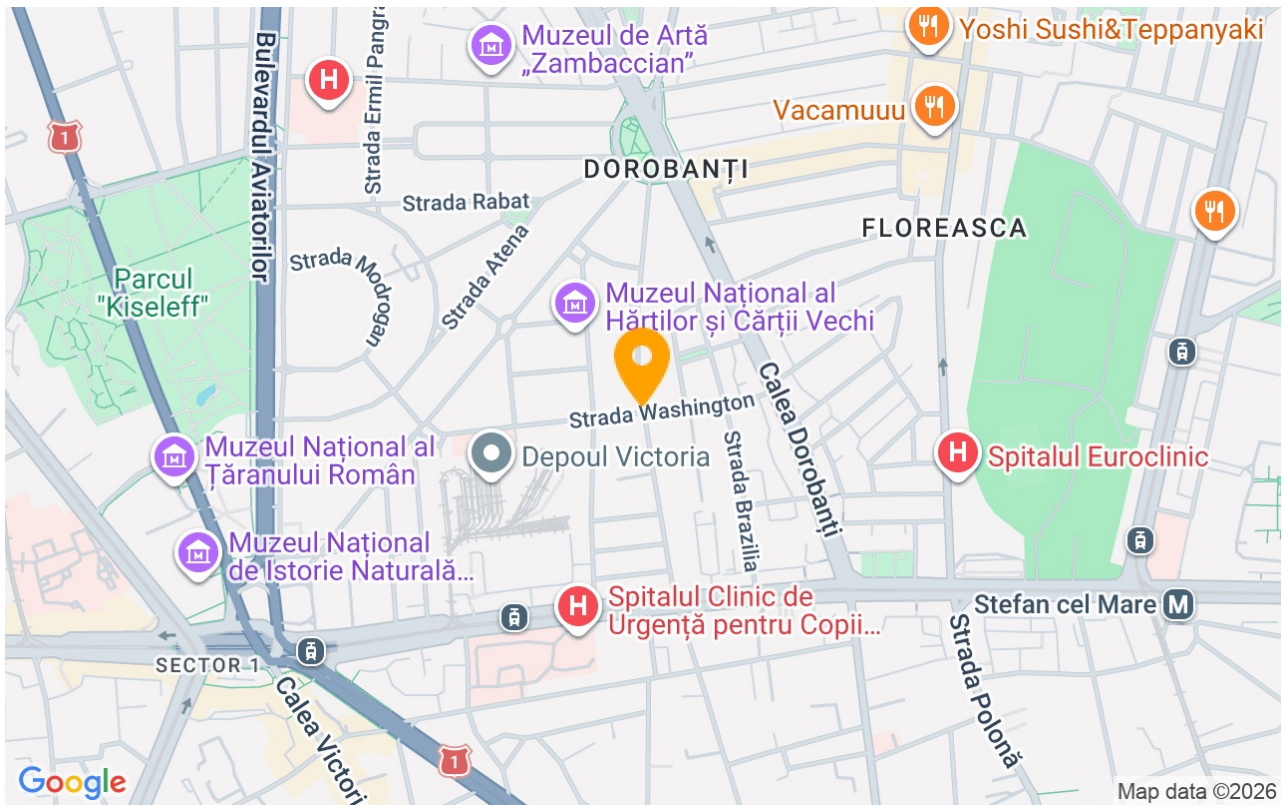 Muzeul de Artă
„Zambaccian”
Yoshi Sushi&Teppanyaki
Vacamuuu
H
1
Bulevardul Aviatorilor
Strada Ermil Pangra
DOROBANȚI
Strada Rabat
FLOREASCA
Strada Atena
Strada Modrogan
Parcul
"Kiseleff"
Muzeul Național al
Hărților și Cărții Vechi
Calea Dorobanți
Strada Washington
Strada Brazilia
Muzeul Național al
Țăranului Român
Depoul Victoria
H
Spitalul Euroclinic
Muzeul Național
de Istorie Naturală...
H
Spitalul Clinic de
Urgență pentru Copii...
Stefan cel Mare M
Strada Polonă
SECTOR 1
Calea Victori
1
Google
Map data ©2026